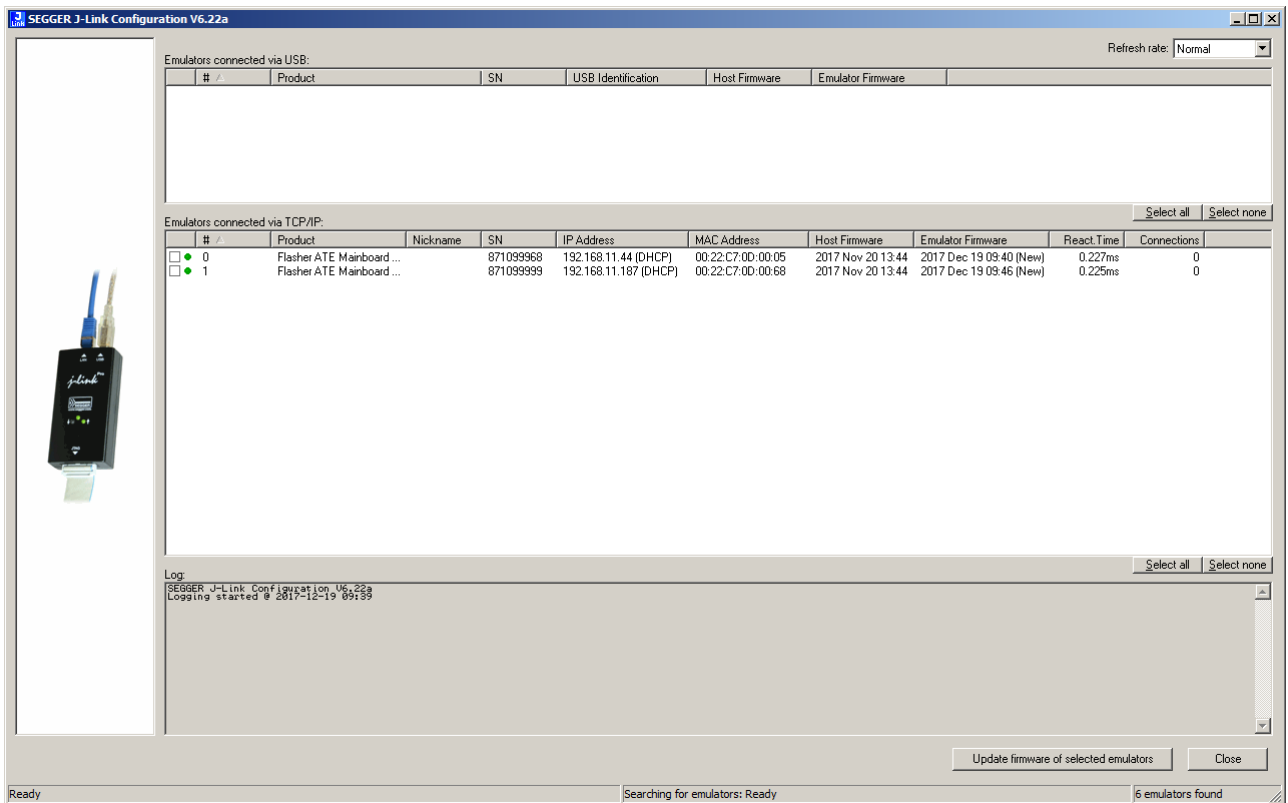 SEGGER J-Link Configuration V6.22a
Refresh rate: Normal
Emulators connected via USB:
# Product SN USB Identification Host Firmware Emulator Firmware
Select all Select none
Emulators connected via TCP/IP:
# Product Nickname SN IP Address MAC Address Host Firmware Emulator Firmware React.Time Connections
0 Flasher ATE Mainboard ... 871099968 192.168.11.44 (DHCP) 00:22:C7:0D:00:05 2017 Nov 20 13:44 2017 Dec 19 09:40 (New) 0.227ms 0
1 Flasher ATE Mainboard ... 871099999 192.168.11.187 (DHCP) 00:22:C7:0D:00:68 2017 Nov 20 13:44 2017 Dec 19 09:46 (New) 0.225ms 0
j-link
Select all Select none
Log:
SEGGER J-Link Configuration V6.22a
Logging started @ 2017-12-19 09:39
Update firmware of selected emulators Close
Ready Searching for emulators: Ready 6 emulators found